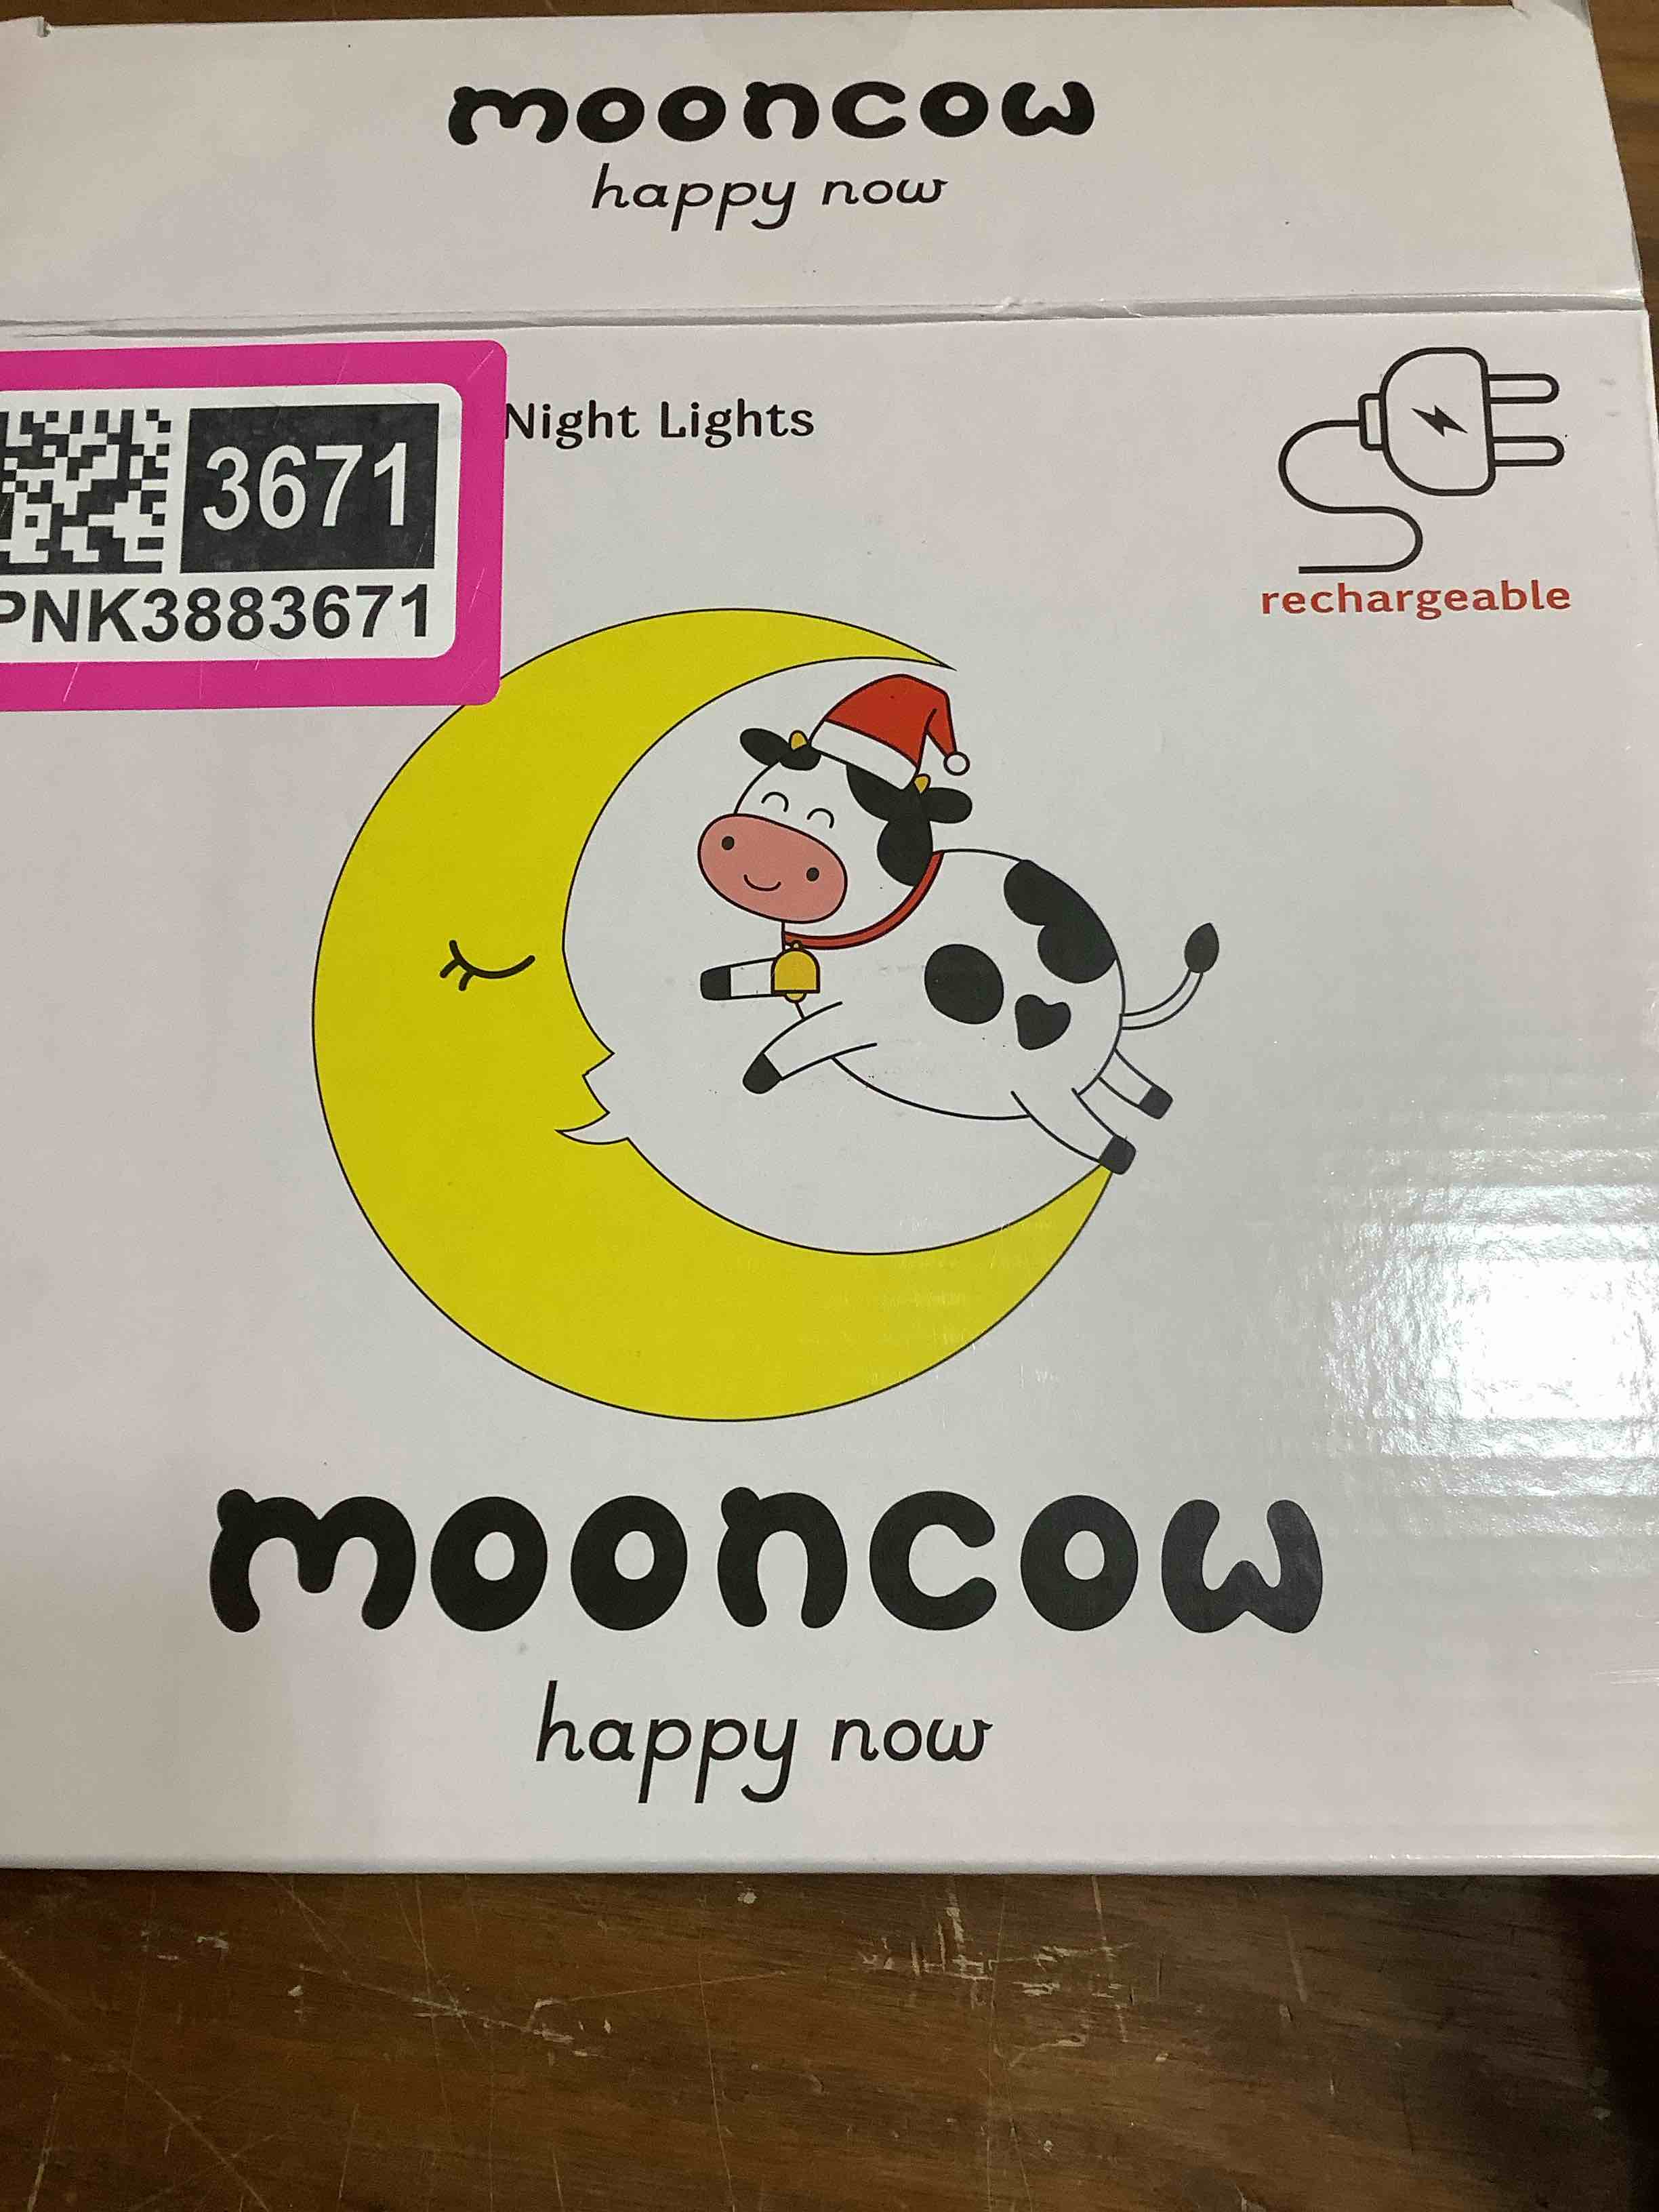 mooncow
happy now
Night Lights
3671
PNK3883671
rechargeable
mooncow
happy now